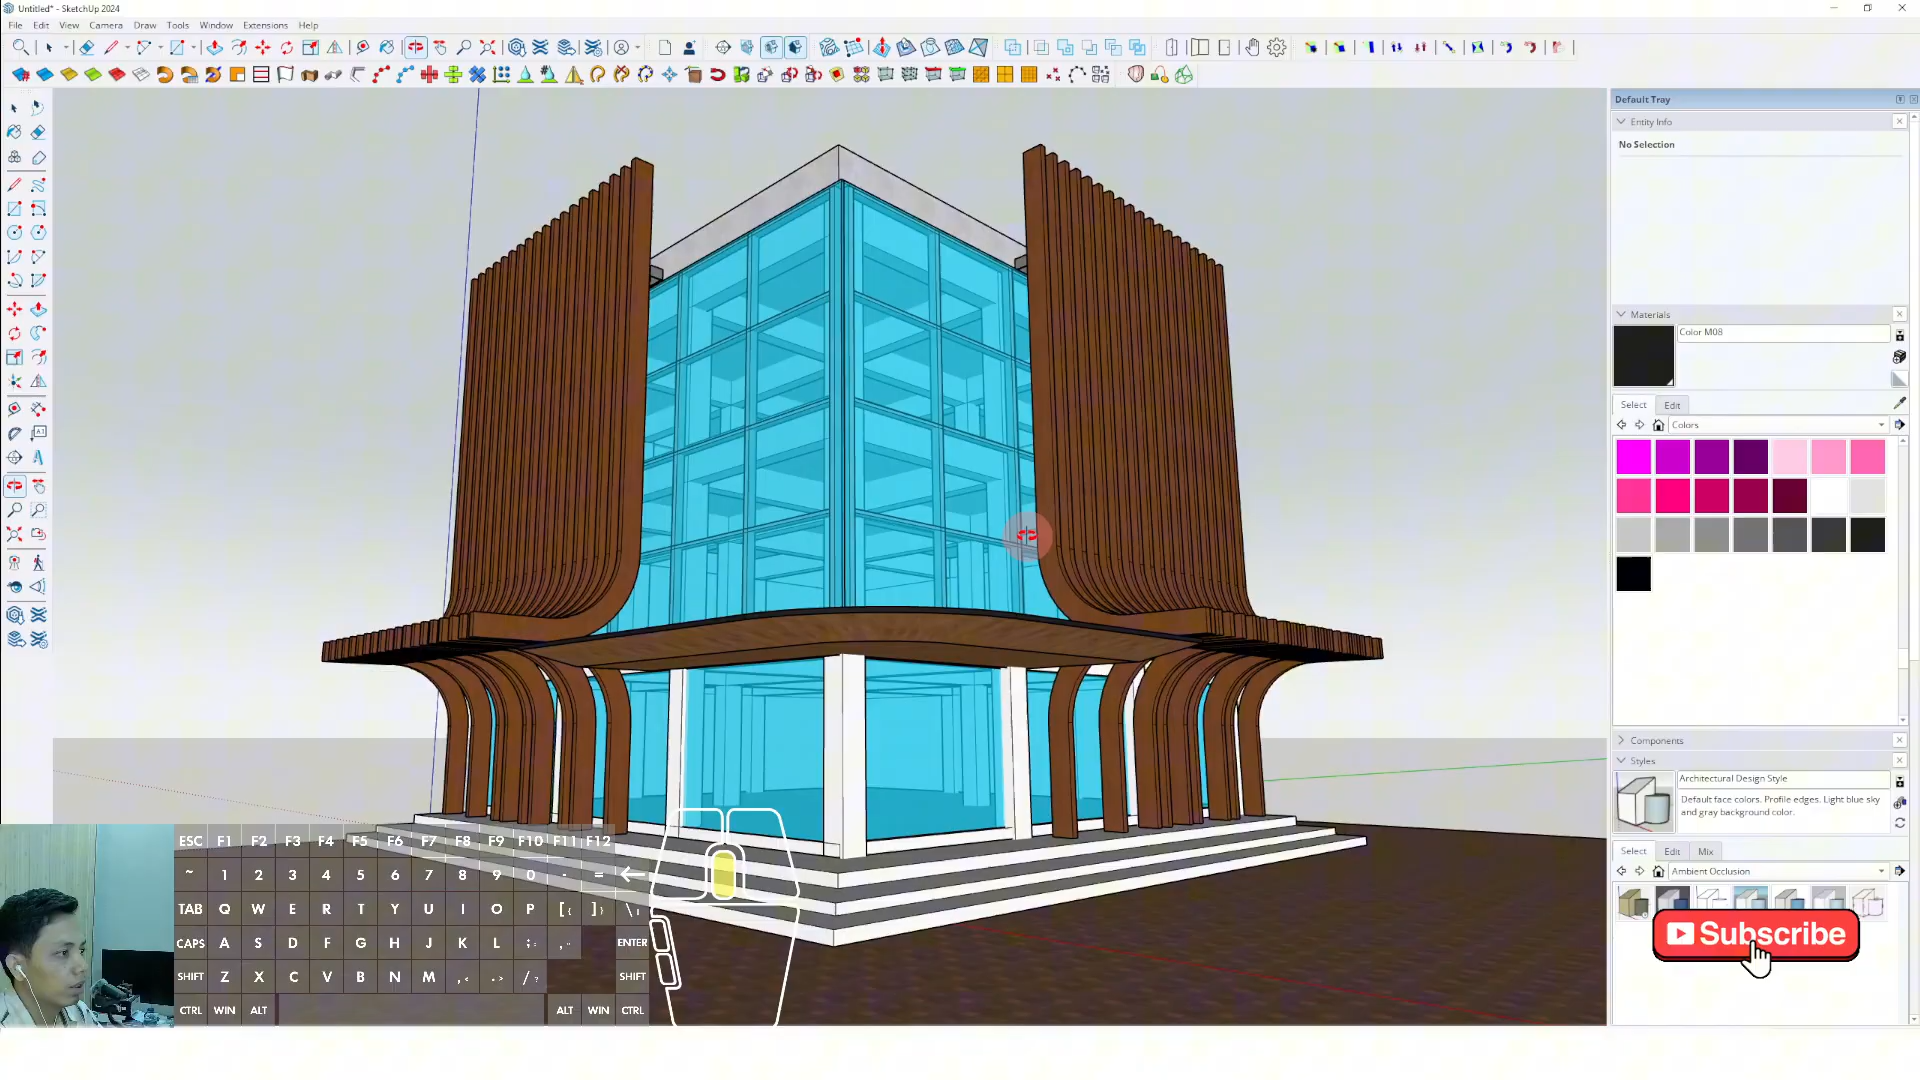 Untitled* - SketchUp 2024
File Edit View Camera Draw Tools Window Extensions Help
Default Tray
Entity Info
No Selection
Materials
Color M08
Select Edit
Colors
Components
Styles
Architectural Design Style
Default face colors. Profile edges. Light blue sky
and gray background color.
Select Edit Mix
Ambient Occlusion
Subscribe
ESC F1 F2 F3 F4 F5 F6 F7 F8 F9 F10 F11 F12
~ 1 2 3 4 5 6 7 8 9 0 - =
TAB Q W E R T Y U I O P [{ ]} \|
CAPS A S D F G H J K L ;: ,. ENTER
SHIFT Z X C V B N M ,< .> /? SHIFT
CTRL WIN ALT ALT WIN CTRL